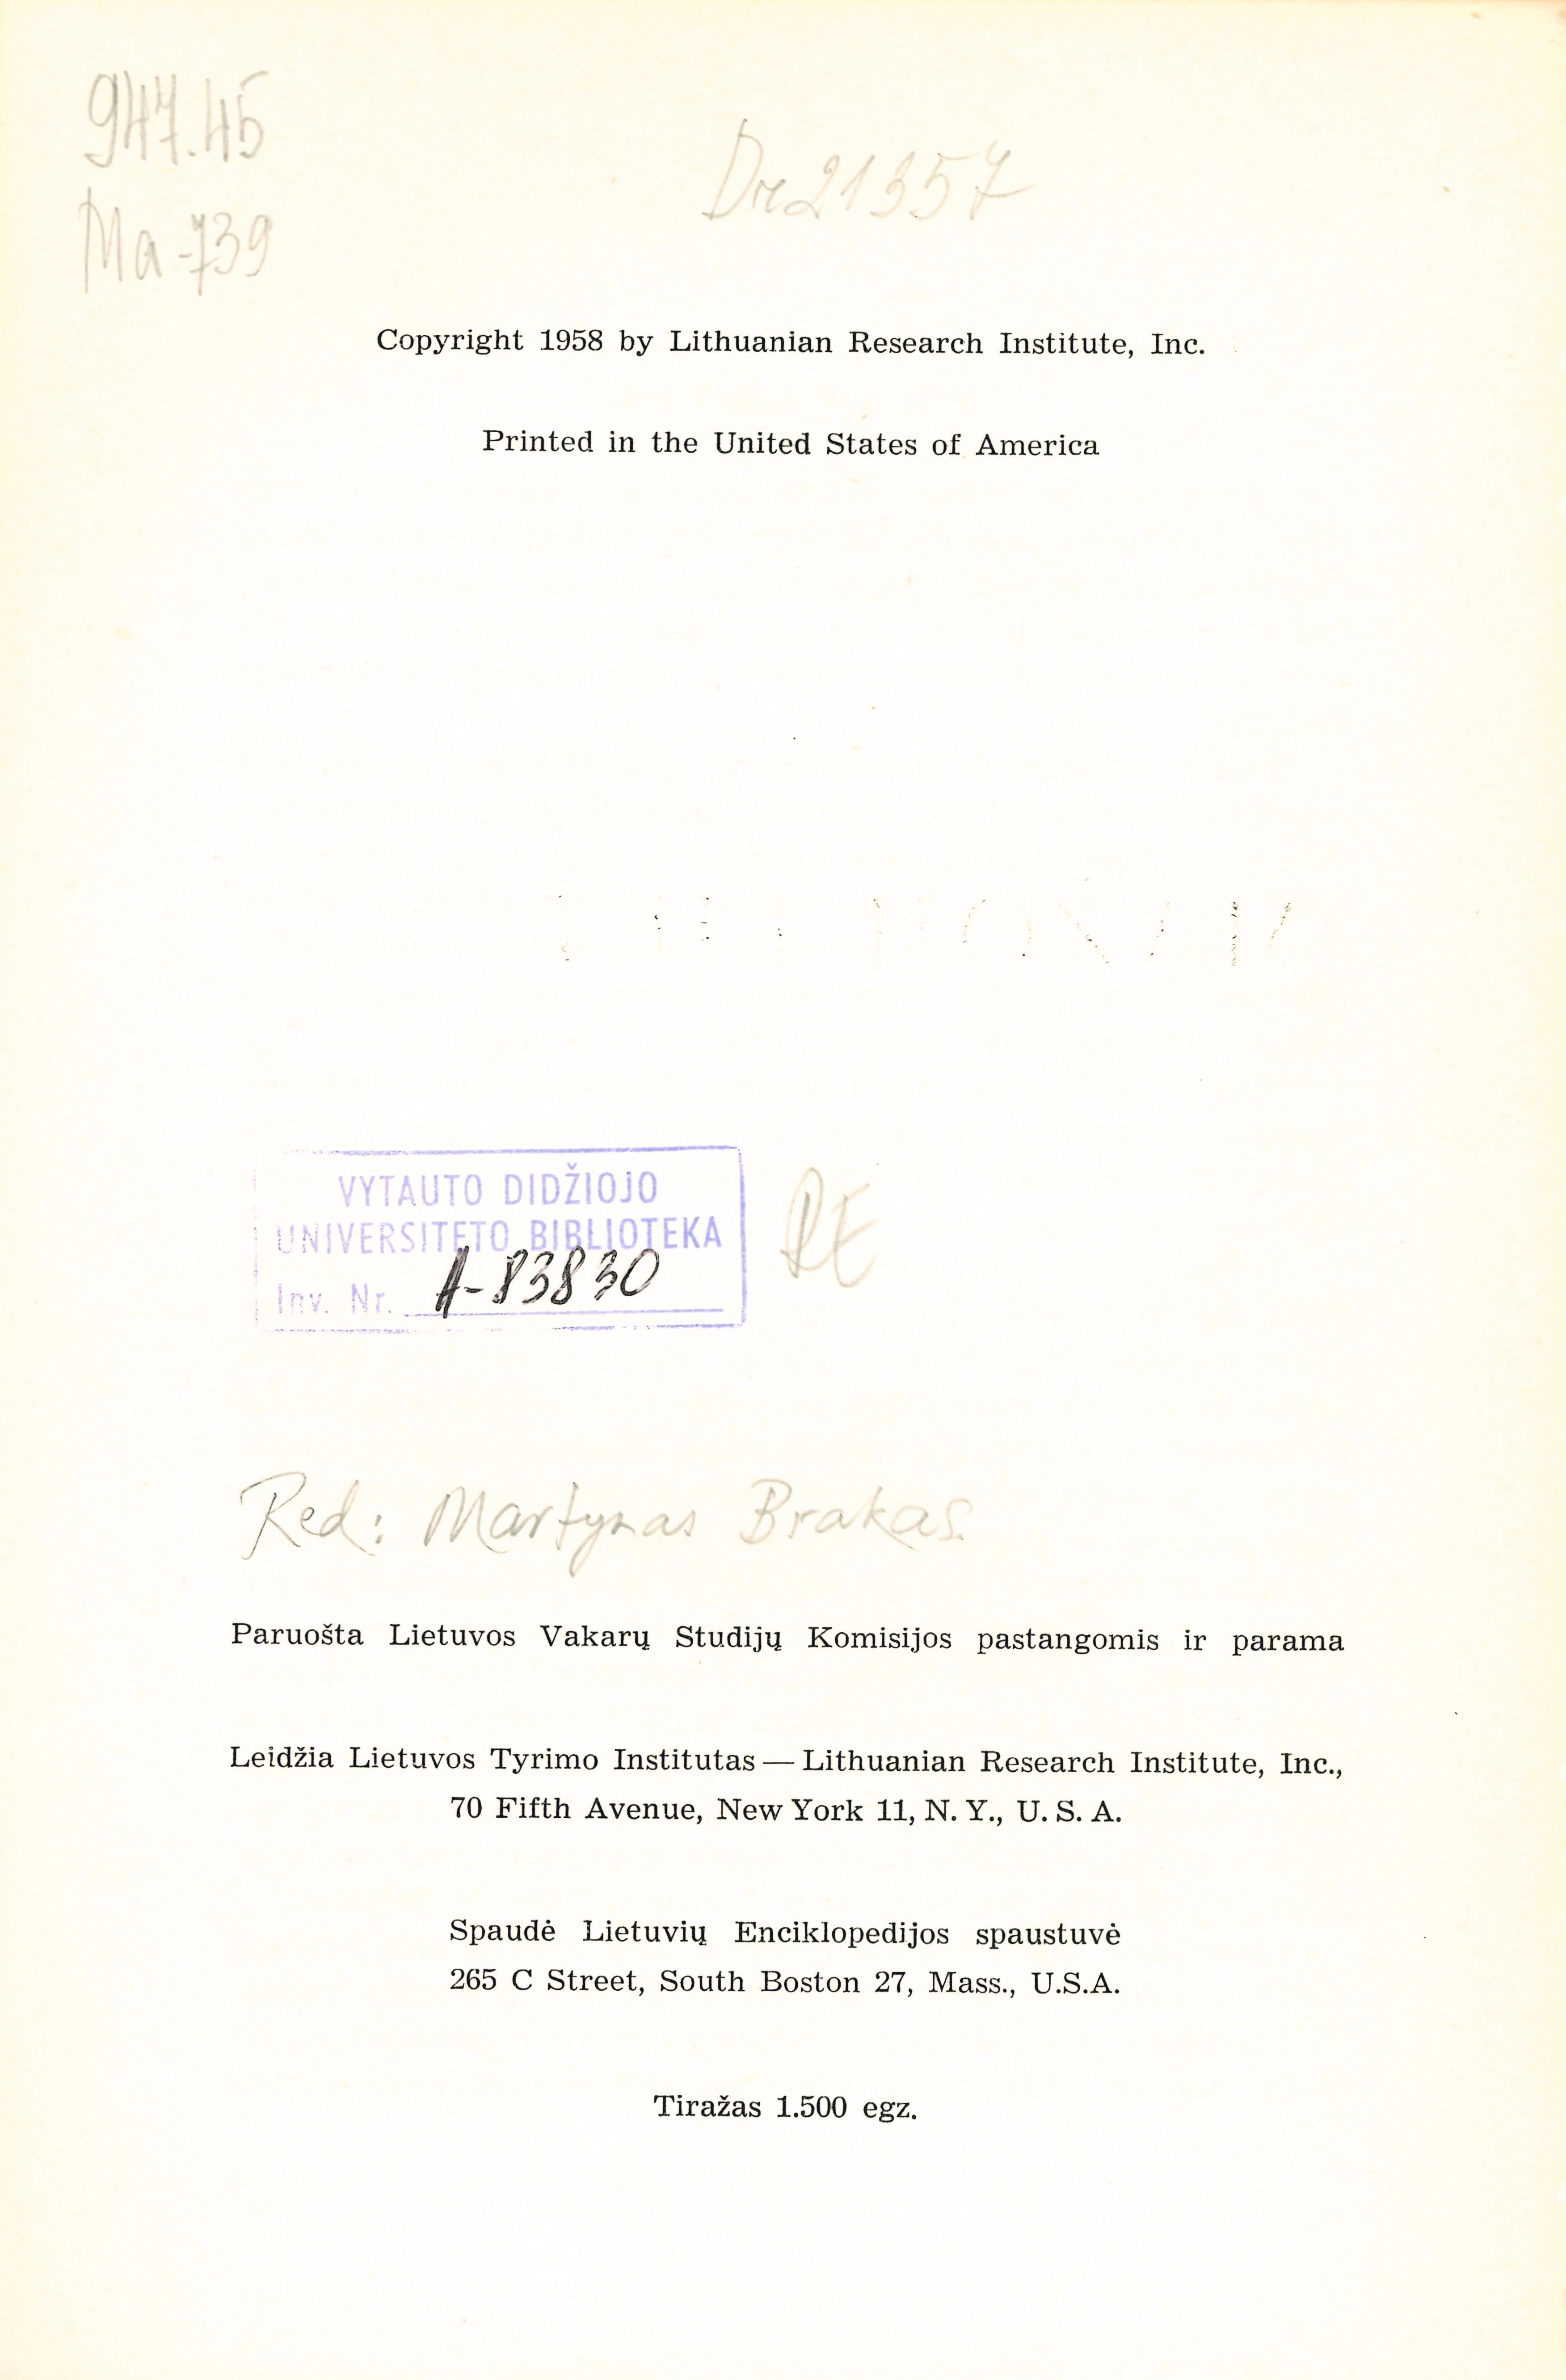 947.45
Dr 21357
Ma-739
Copyright 1958 by Lithuanian Research Institute, Inc.
Printed in the United States of America
VYTAUTO DIDŽIOJO
UNIVERSITETO BIBLIOTEKA
Inv. Nr. A-83830
Red: Martynas Brakas
Paruošta Lietuvos Vakarų Studijų Komisijos pastangomis ir parama
Leidžia Lietuvos Tyrimo Institutas — Lithuanian Research Institute, Inc.,
70 Fifth Avenue, New York 11, N. Y., U. S. A.
Spaudė Lietuvių Enciklopedijos spaustuvė
265 C Street, South Boston 27, Mass., U.S.A.
Tiražas 1.500 egz.